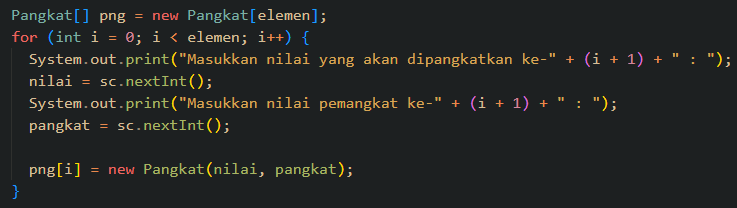 Pangkat[] png = new Pangkat[elemen];
for (int i = 0; i < elemen; i++) {
  System.out.print("Masukkan nilai yang akan dipangkatkan ke-" + (i + 1) + " : ");
  nilai = sc.nextInt();
  System.out.print("Masukkan nilai pemangkat ke-" + (i + 1) + " : ");
  pangkat = sc.nextInt();

  png[i] = new Pangkat(nilai, pangkat);
}